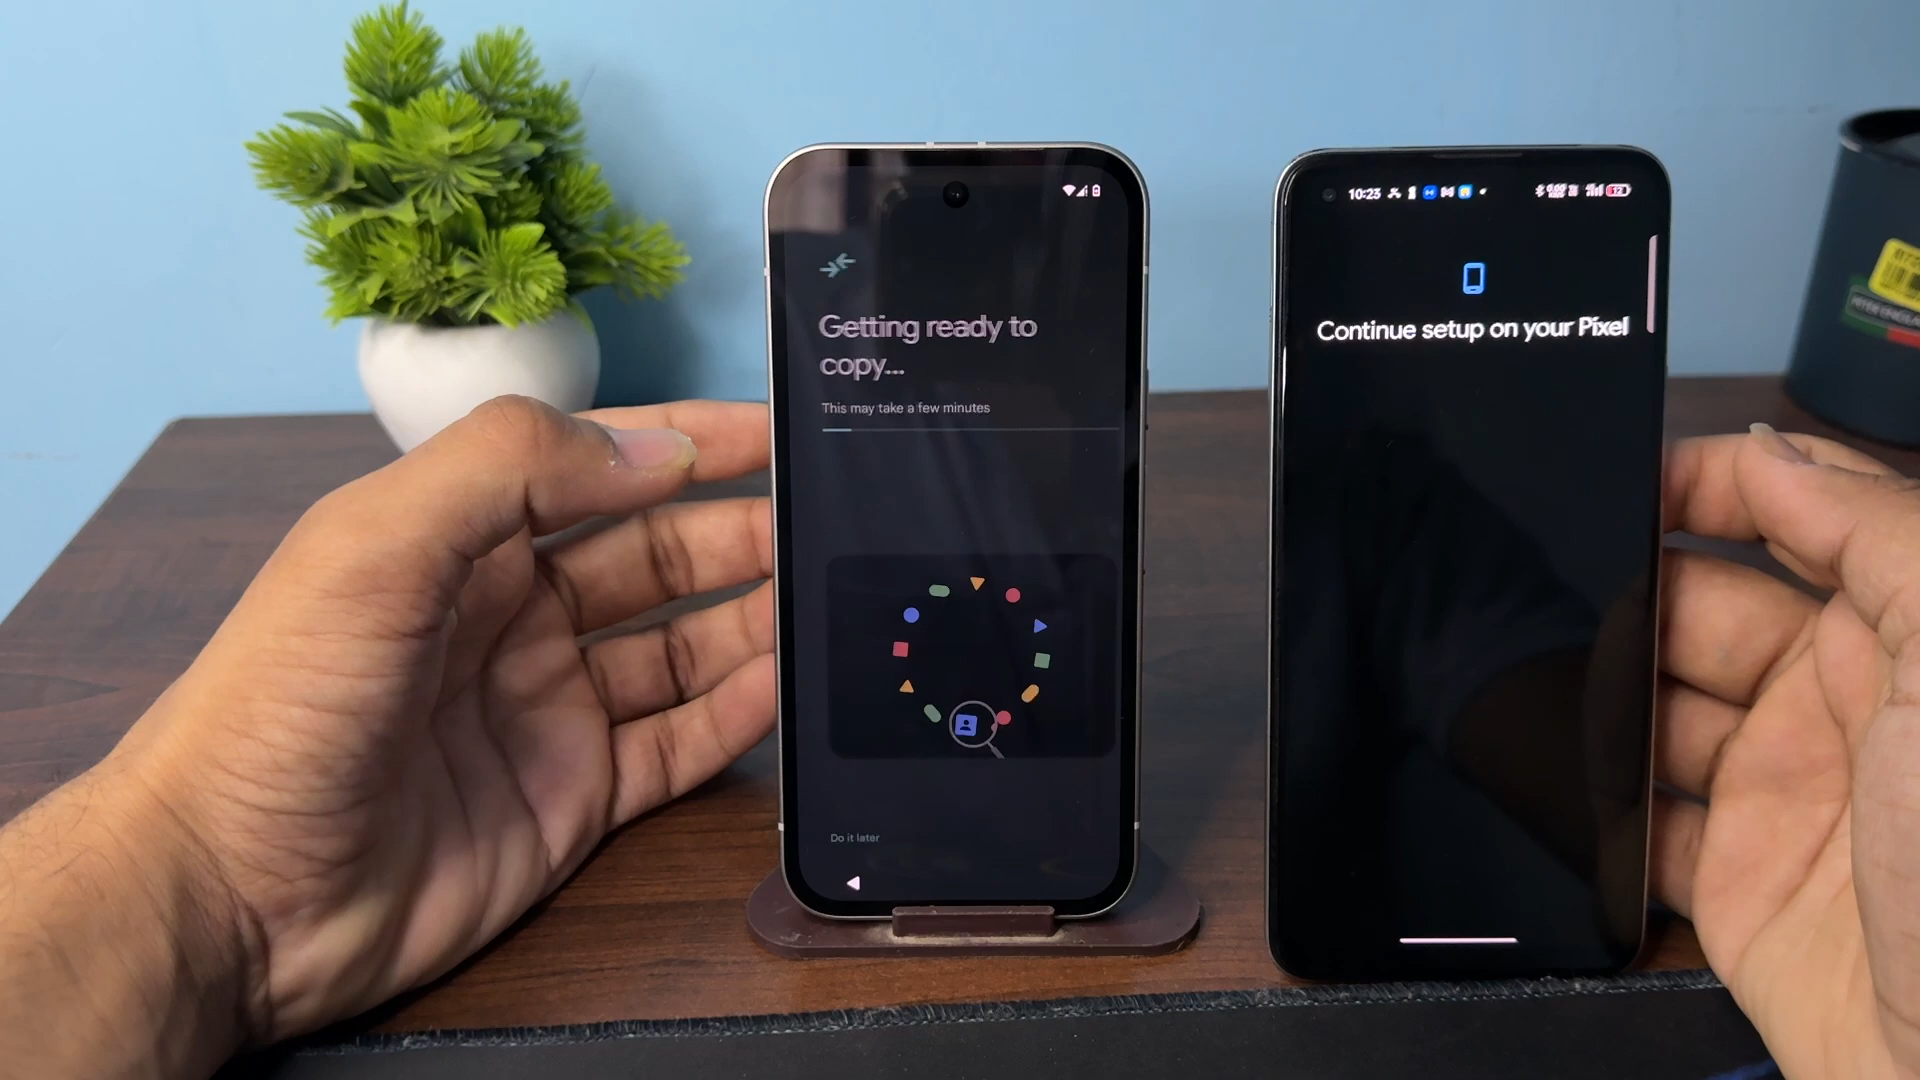 Getting ready to
copy...
This may take a few minutes
Do it later
10:23
12
Continue setup on your Pixel